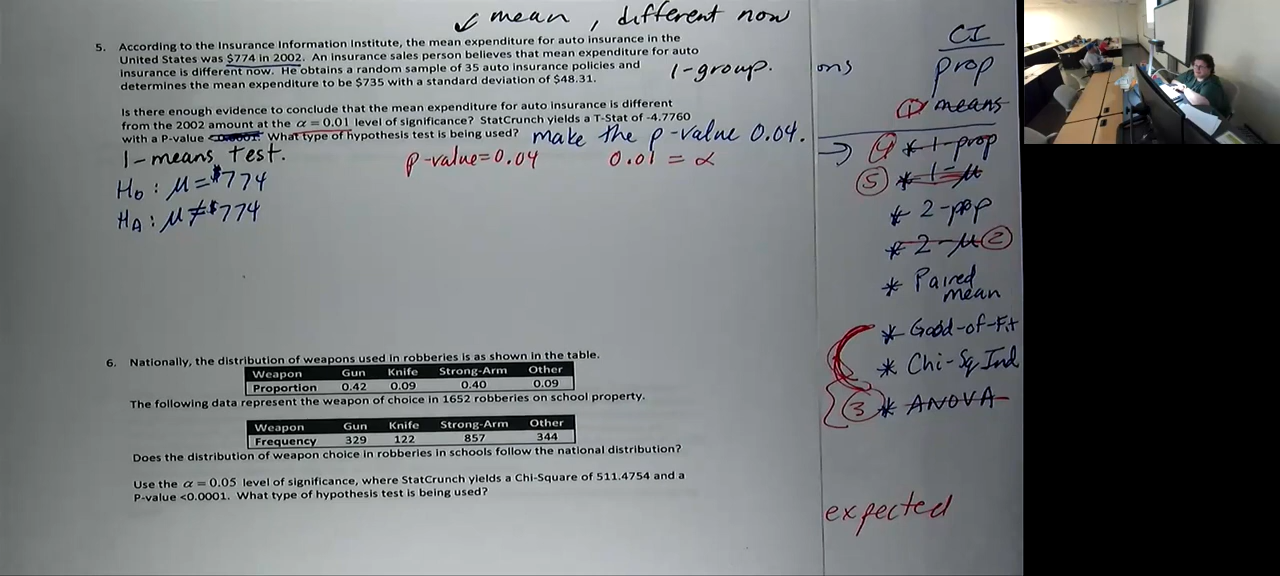 ↙ mean, different now
5. According to the Insurance Information Institute, the mean expenditure for auto insurance in the
United States was $774 in 2002. An insurance sales person believes that mean expenditure for auto
insurance is different now. He obtains a random sample of 35 auto insurance policies and
determines the mean expenditure to be $735 with a standard deviation of $48.31.
1-group.
Is there enough evidence to conclude that the mean expenditure for auto insurance is different
from the 2002 amount at the α = 0.01 level of significance? StatCrunch yields a T-Stat of -4.7760
with a P-value What type of hypothesis test is being used? make the p-value 0.04.
1-means test.
p-value=0.04 0.01 = α
H₀ : μ = $774
H_A : μ ≠ $774
6. Nationally, the distribution of weapons used in robberies is as shown in the table.
Weapon Gun Knife Strong-Arm Other
Proportion 0.42 0.09 0.40 0.09
The following data represent the weapon of choice in 1652 robberies on school property.
Weapon Gun Knife Strong-Arm Other
Frequency 329 122 857 344
Does the distribution of weapon choice in robberies in schools follow the national distribution?
Use the α = 0.05 level of significance, where StatCrunch yields a Chi-Square of 511.4754 and a
P-value <0.0001. What type of hypothesis test is being used?
ons
CI
prop
① means
→ ④ * 1-prop
⑤ * 1-μ
* 2-prop
* 2-μ ②
* Paired
mean
* Good-of-Fit
* Chi-Sq Ind
③ * ANOVA
expected